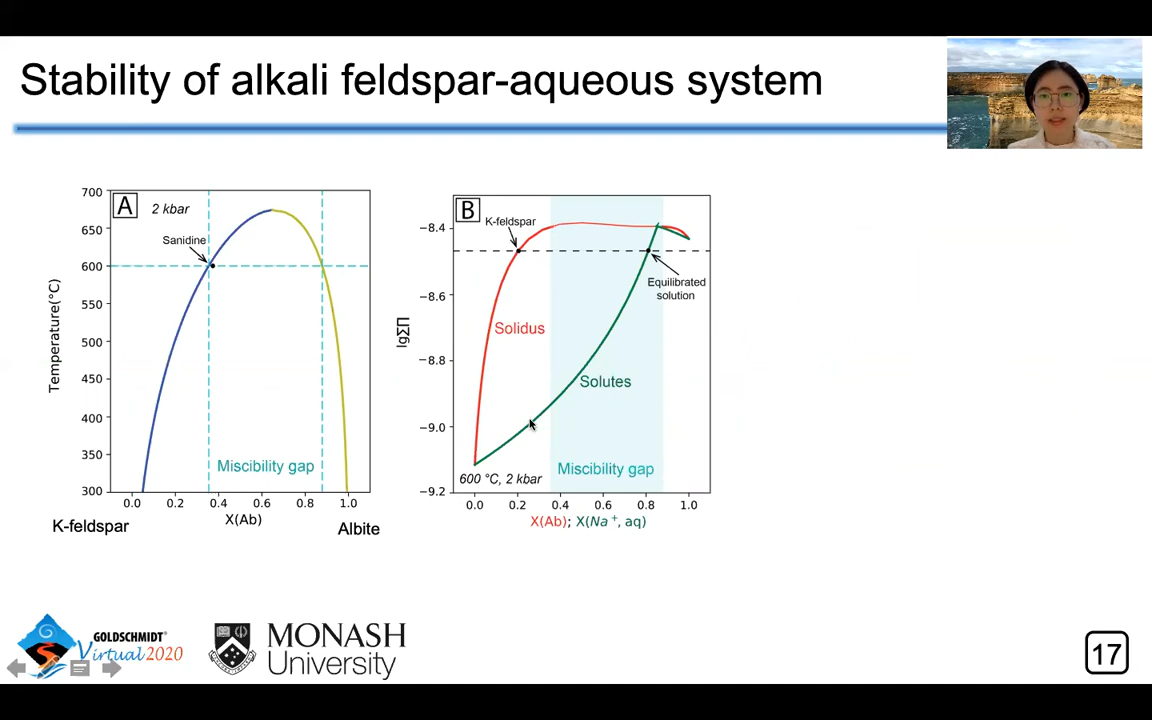 Stability of alkali feldspar-aqueous system
A
2 kbar
Sanidine
Temperature(°C)
700
650
600
550
500
450
400
350
300
Miscibility gap
0.0 0.2 0.4 0.6 0.8 1.0
X(Ab)
K-feldspar
Albite
B
K-feldspar
Equilibrated
solution
Solidus
Solutes
lgΣΠ
−8.4
−8.6
−8.8
−9.0
−9.2
Miscibility gap
600 °C, 2 kbar
0.0 0.2 0.4 0.6 0.8 1.0
X(Ab); X(Na⁺, aq)
GOLDSCHMIDT
Virtual 2020
MONASH
University
17